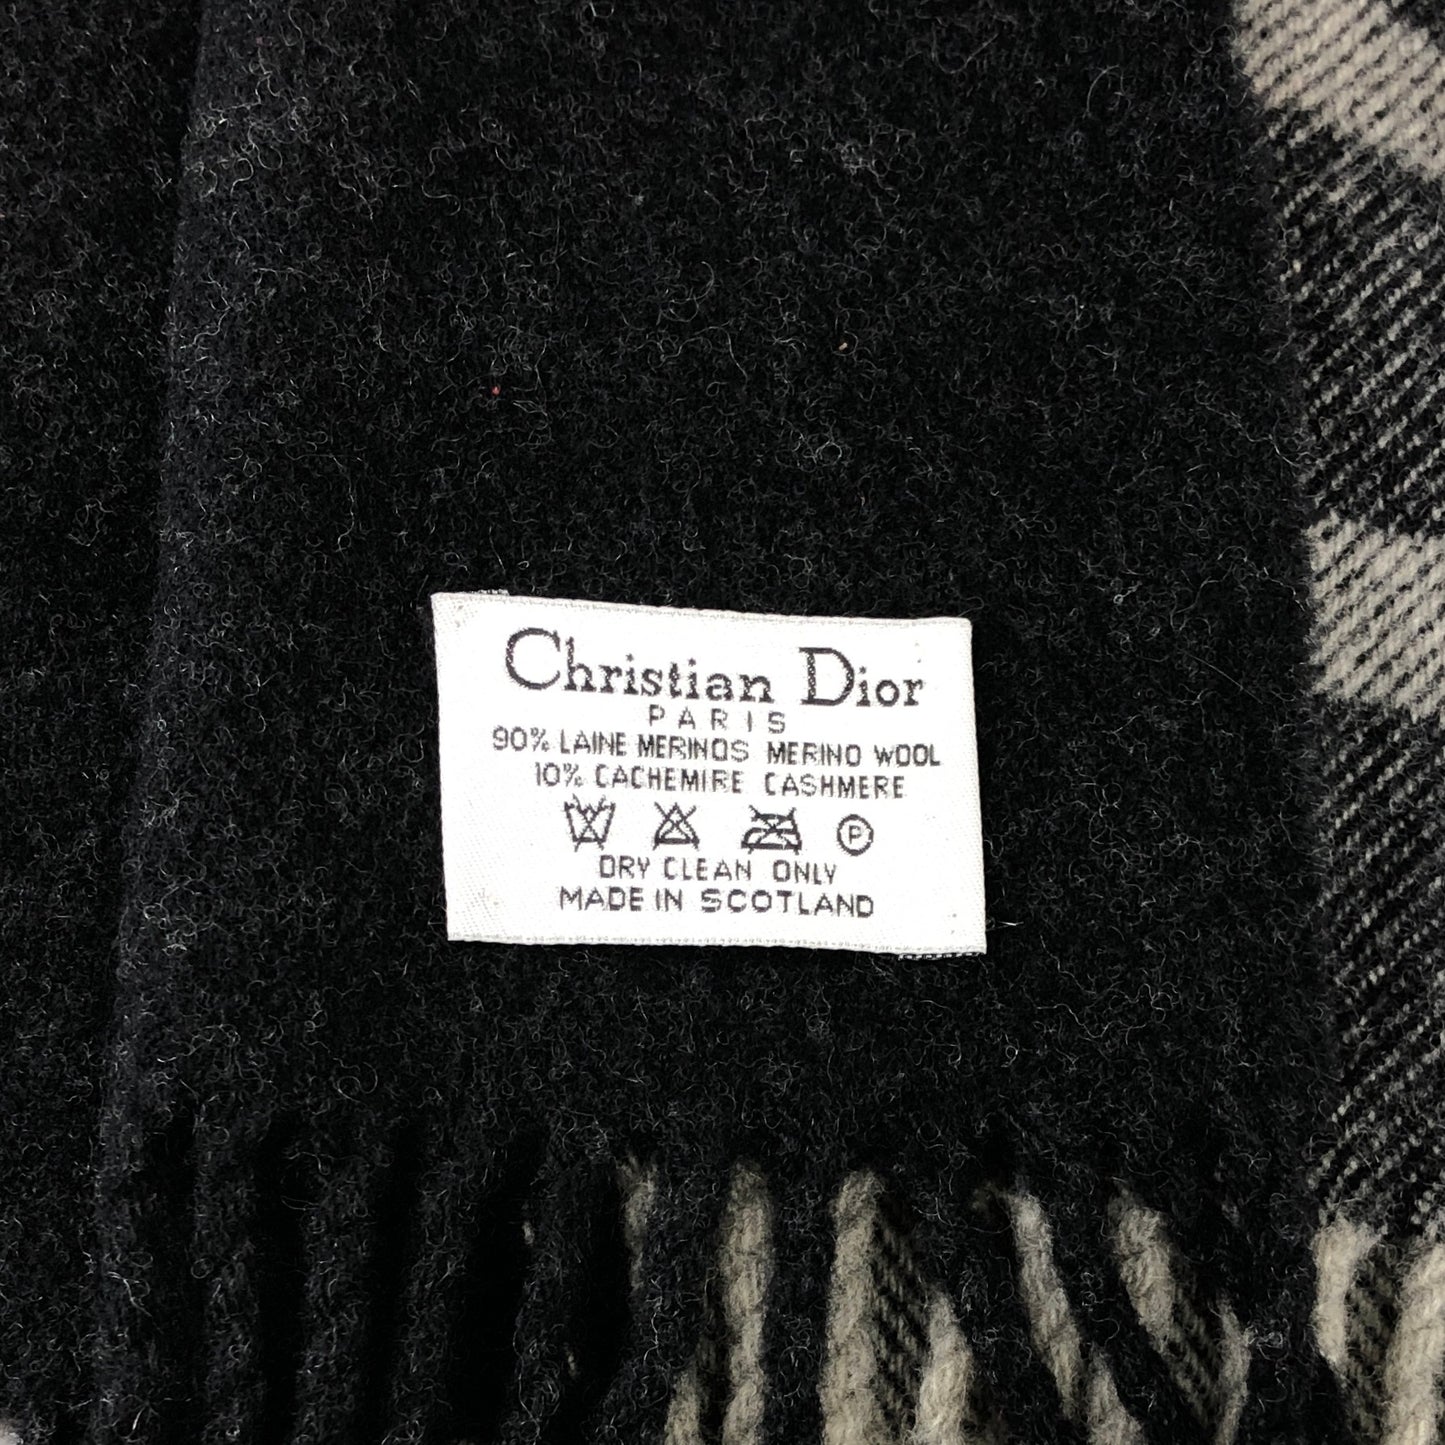 Christian Dior
PARIS
90% LAINE MERINOS MERINO WOOL
10% CACHEMIRE CASHMERE
P
DRY CLEAN ONLY
MADE IN SCOTLAND